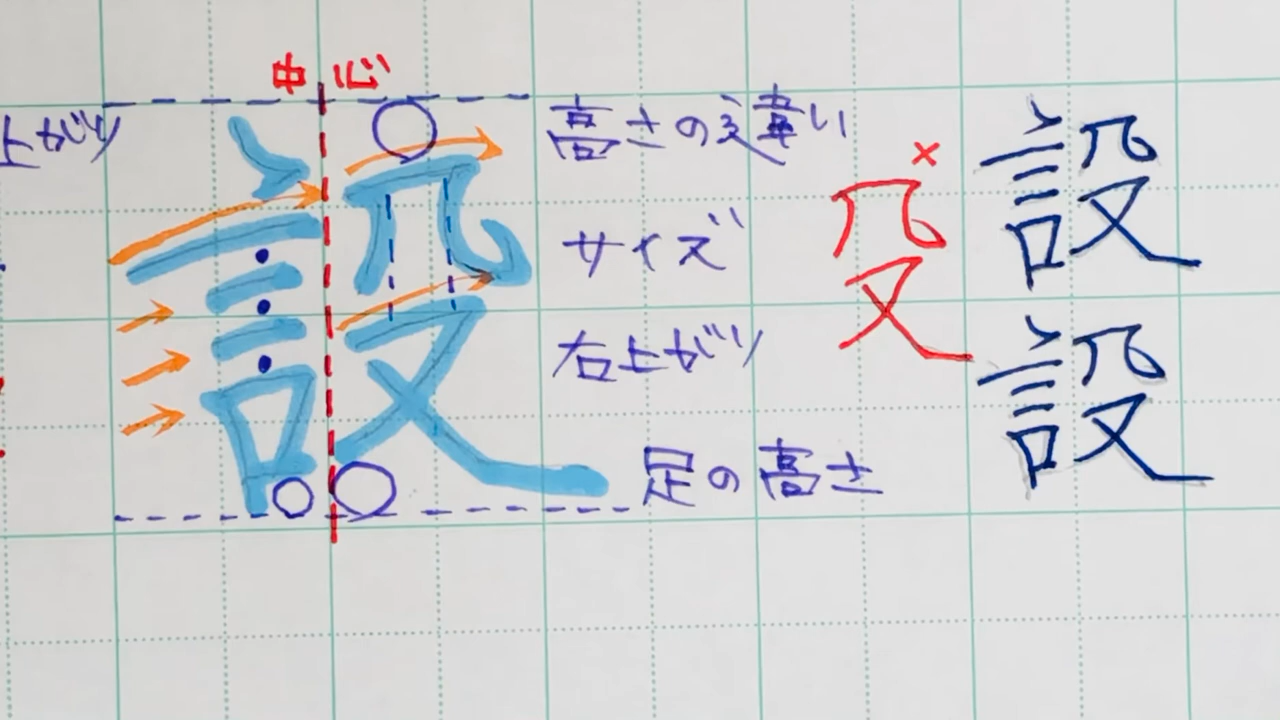 中心
上がり
設
高さの違い
サイズ
右上がり
足の高さ
×
殳
設
設